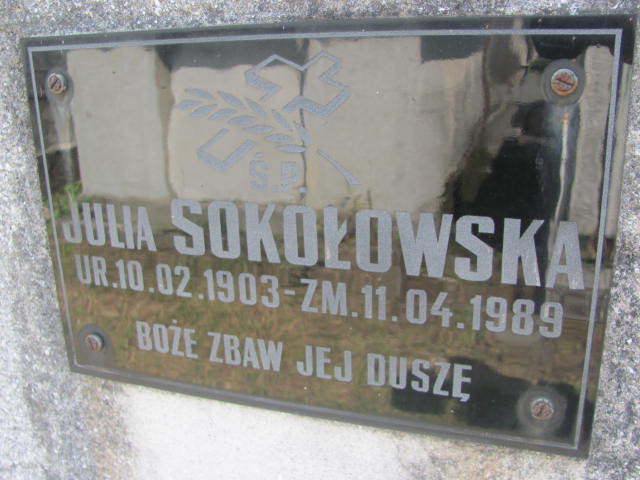 Ś.P.
JULIA SOKOŁOWSKA
UR.10.02.1903-ZM.11.04.1989
BOŻE ZBAW JEJ DUSZĘ